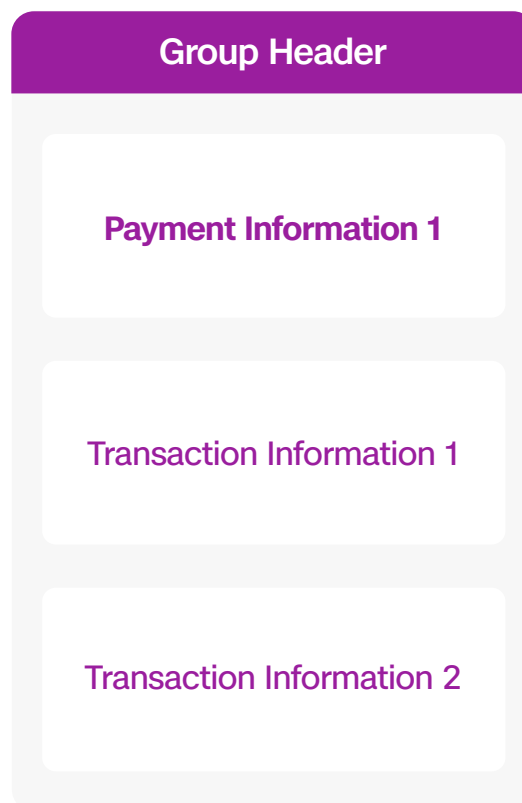 Group Header
Payment Information 1
Transaction Information 1
Transaction Information 2